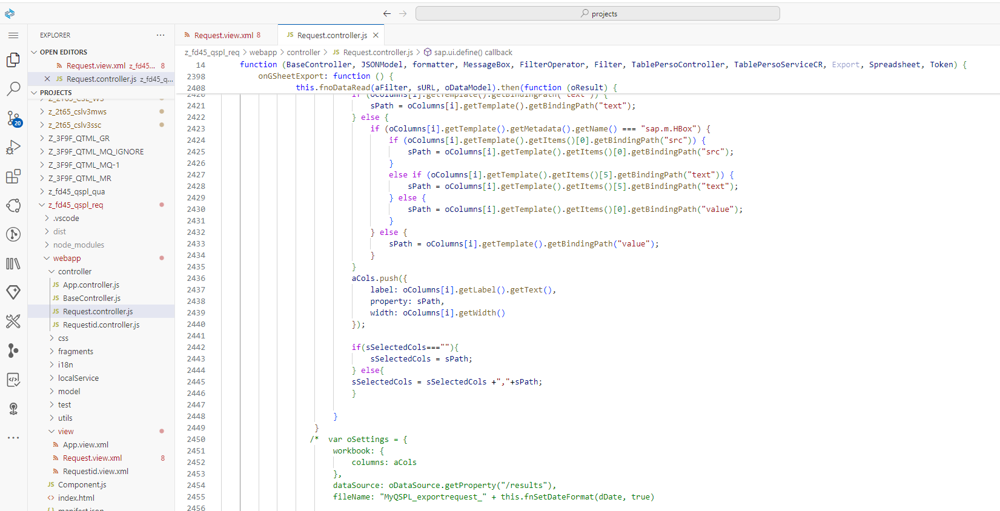 projects
EXPLORER
OPEN EDITORS
Request.view.xml z_fd45... 8
JS Request.controller.js z_fd45_q...
PROJECTS
Z_2T65_CSL_WS
z_2t65_cslv3mws
z_2t65_cslv3ssc
Z_3F9F_QTML_GR
Z_3F9F_QTML_MQ_IGNORE
Z_3F9F_QTML_MQ-1
Z_3F9F_QTML_MR
z_fd45_qspl_qua
z_fd45_qspl_req
.vscode
dist
node_modules
webapp
controller
JS App.controller.js
JS BaseController.js
JS Request.controller.js
JS Requestid.controller.js
css
fragments
i18n
localService
model
test
utils
view
App.view.xml
Request.view.xml 8
Requestid.view.xml
JS Component.js
<> index.html
{} manifest.json
20
Request.view.xml 8
JS Request.controller.js
z_fd45_qspl_req > webapp > controller > JS Request.controller.js > sap.ui.define() callback
14 function (BaseController, JSONModel, formatter, MessageBox, FilterOperator, Filter, TablePersoController, TablePersoServiceCR, Export, Spreadsheet, Token) {
2398 onGSheetExport: function () {
2408 this.fnoDataRead(aFilter, sURL, oDataModel).then(function (oResult) {
2420 if (oColumns[i].getTemplate().getBindingPath("text")) {
2421 sPath = oColumns[i].getTemplate().getBindingPath("text");
2422 } else {
2423 if (oColumns[i].getTemplate().getMetadata().getName() === "sap.m.HBox") {
2424 if (oColumns[i].getTemplate().getItems()[0].getBindingPath("src")) {
2425 sPath = oColumns[i].getTemplate().getItems()[0].getBindingPath("src");
2426 }
2427 else if (oColumns[i].getTemplate().getItems()[5].getBindingPath("text")) {
2428 sPath = oColumns[i].getTemplate().getItems()[5].getBindingPath("text");
2429 } else {
2430 sPath = oColumns[i].getTemplate().getItems()[0].getBindingPath("value");
2431 }
2432 } else {
2433 sPath = oColumns[i].getTemplate().getBindingPath("value");
2434 }
2435 }
2436 aCols.push({
2437 label: oColumns[i].getLabel().getText(),
2438 property: sPath,
2439 width: oColumns[i].getWidth()
2440 });
2441
2442 if(sSelectedCols===""){
2443 sSelectedCols = sPath;
2444 } else{
2445 sSelectedCols = sSelectedCols +","+sPath;
2446 }
2447
2448 }
2449 }
2450 /* var oSettings = {
2451 workbook: {
2452 columns: aCols
2453 },
2454 dataSource: oDataSource.getProperty("/results"),
2455 fileName: "MyQSPL_exportrequest_" + this.fnSetDateFormat(dDate, true)
2456